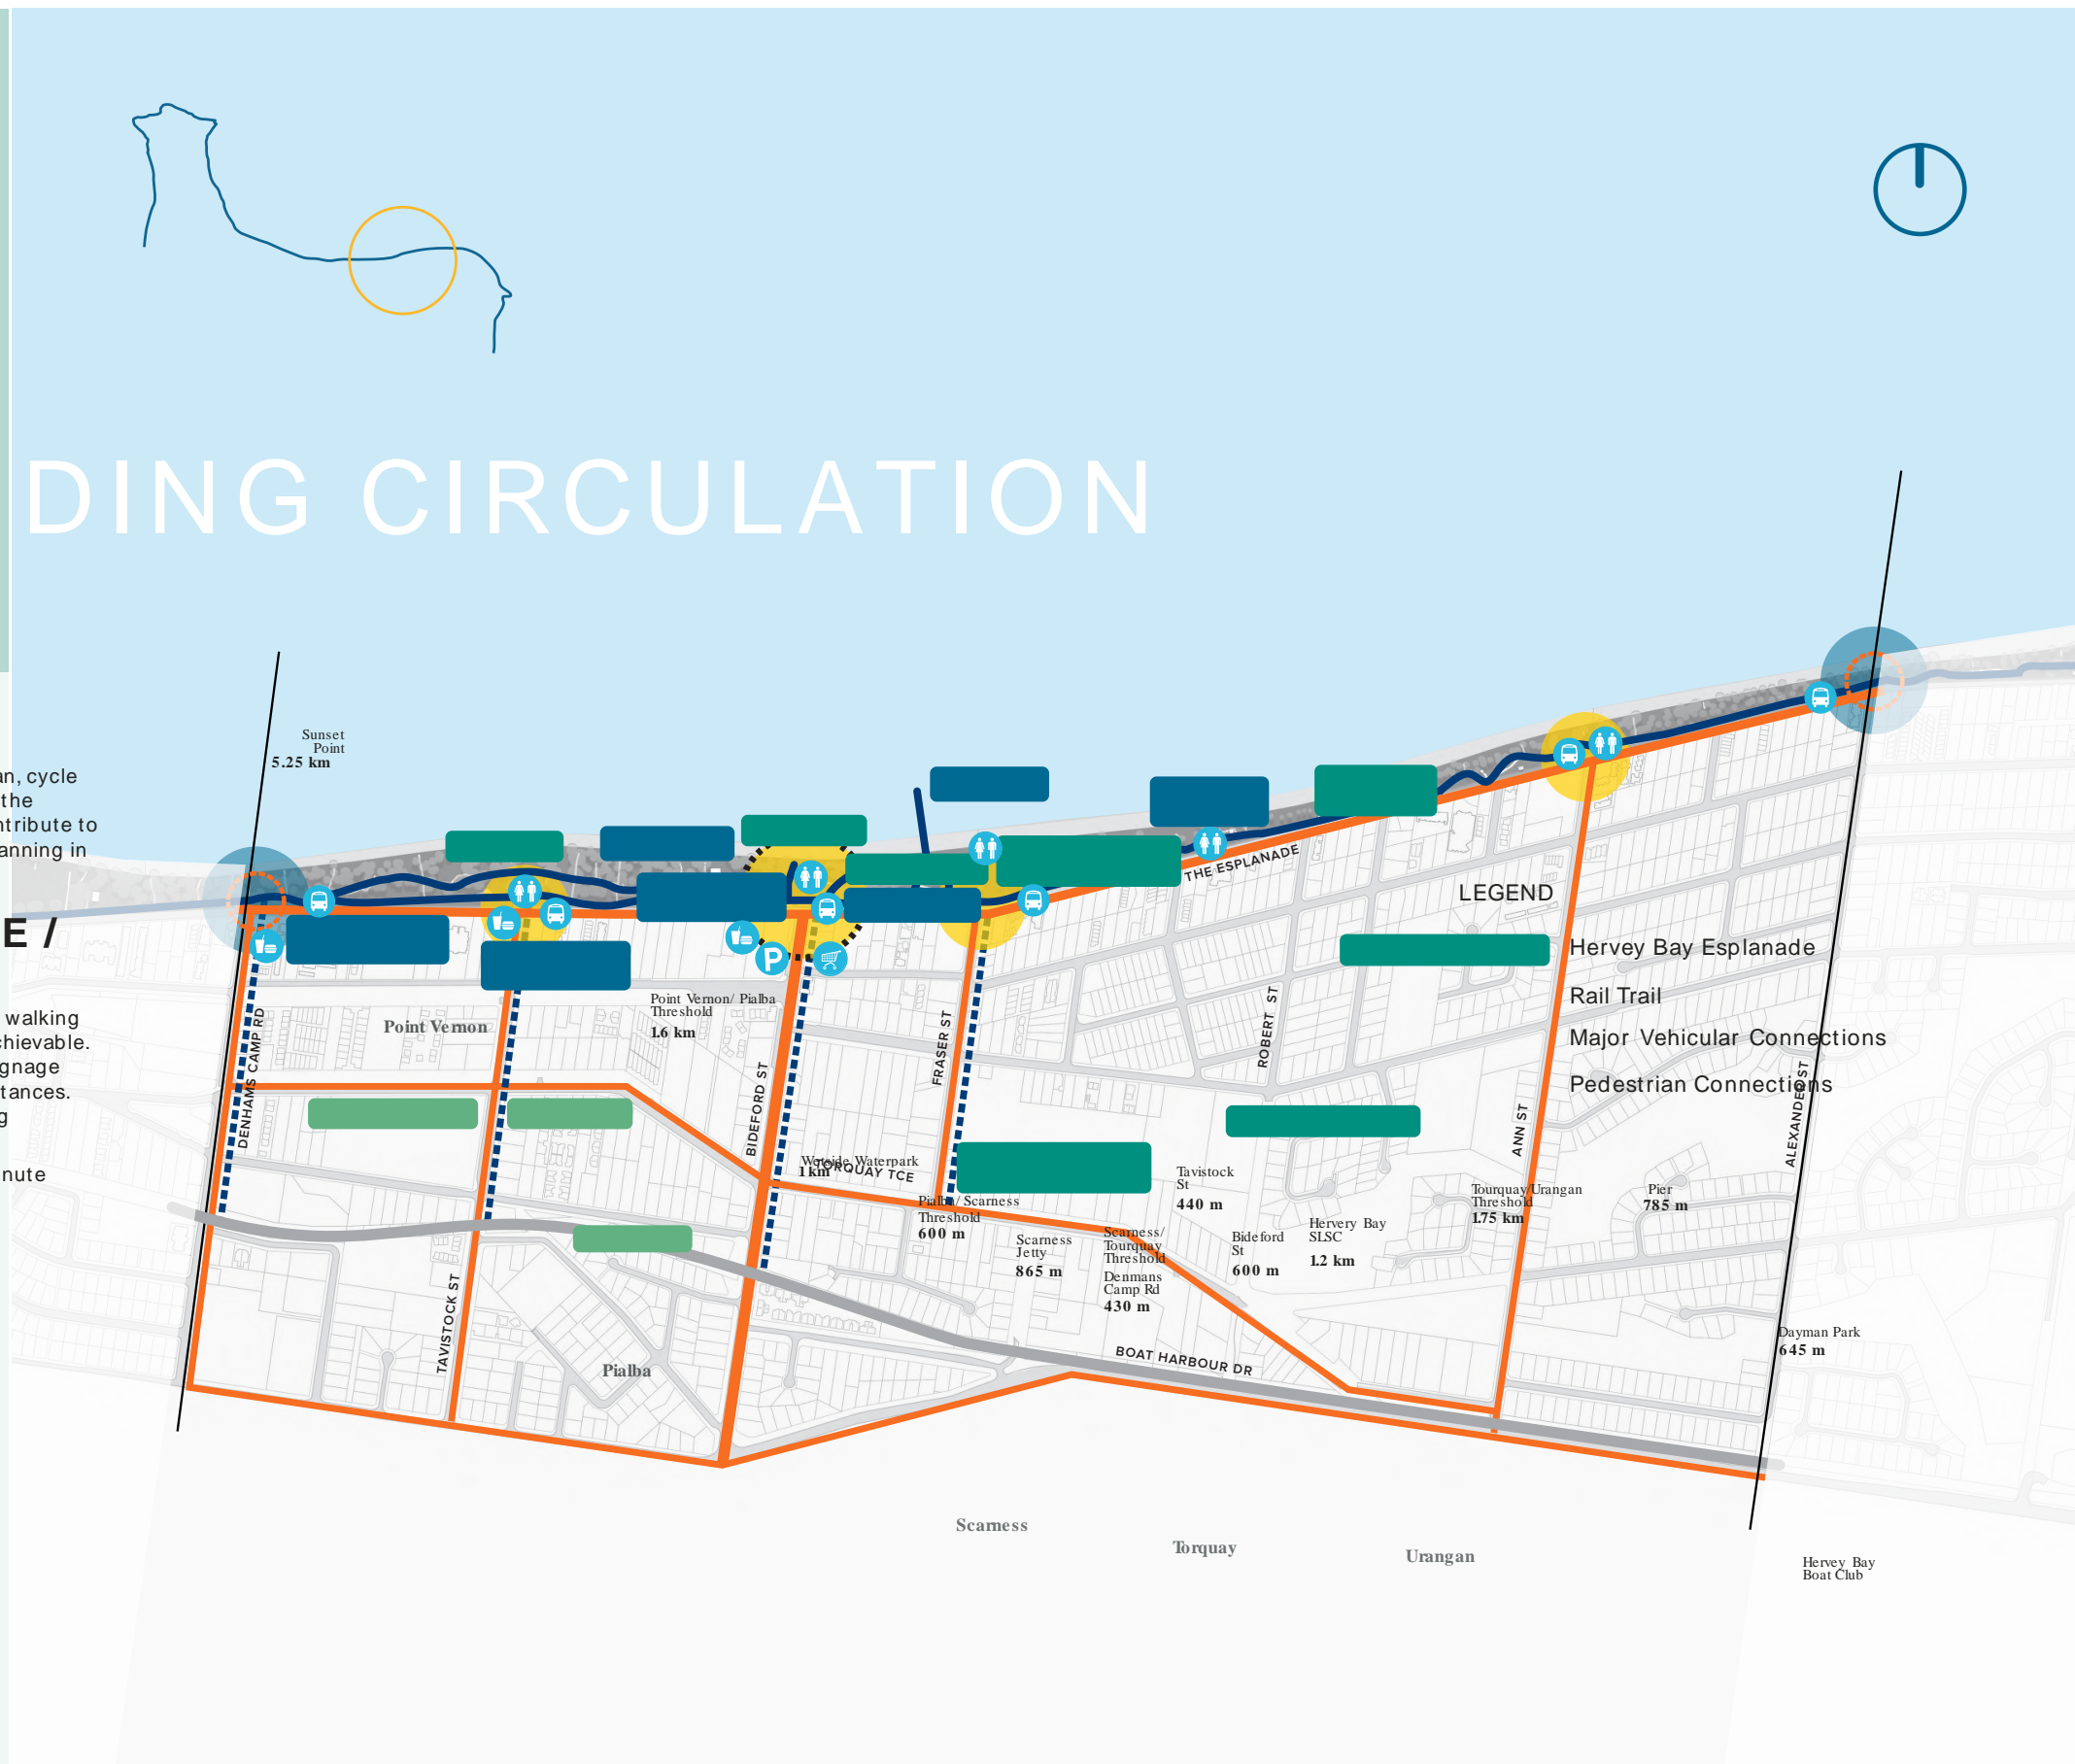 DING CIRCULATION
Sunset
Point
5.25 km
an, cycle
the
ntribute to
anning in
E /
walking
chievable.
gnage
tances.
g
nute
THE ESPLANADE
LEGEND
Hervey Bay Esplanade
Rail Trail
Major Vehicular Connections
Pedestrian Connections
Point Vernon
Point Vernon/ Pialba
Threshold
1.6 km
DENHAMS CAMP RD
BIDEFORD ST
FRASER ST
ROBERT ST
ANN ST
ALEXANDER ST
TAVISTOCK ST
Wetside Waterpark
1 km
TORQUAY TCE
Pialba/ Scarness
Threshold
600 m
Scarness
Jetty
865 m
Scarness/
Tourquay
Threshold
Denmans
Camp Rd
430 m
Tavistock
St
440 m
Bideford
St
600 m
Hervery Bay
SLSC
1.2 km
Tourquay/Urangan
Threshold
1.75 km
Pier
785 m
Dayman Park
645 m
BOAT HARBOUR DR
Pialba
Scarness
Torquay
Urangan
Hervey Bay
Boat Club
P